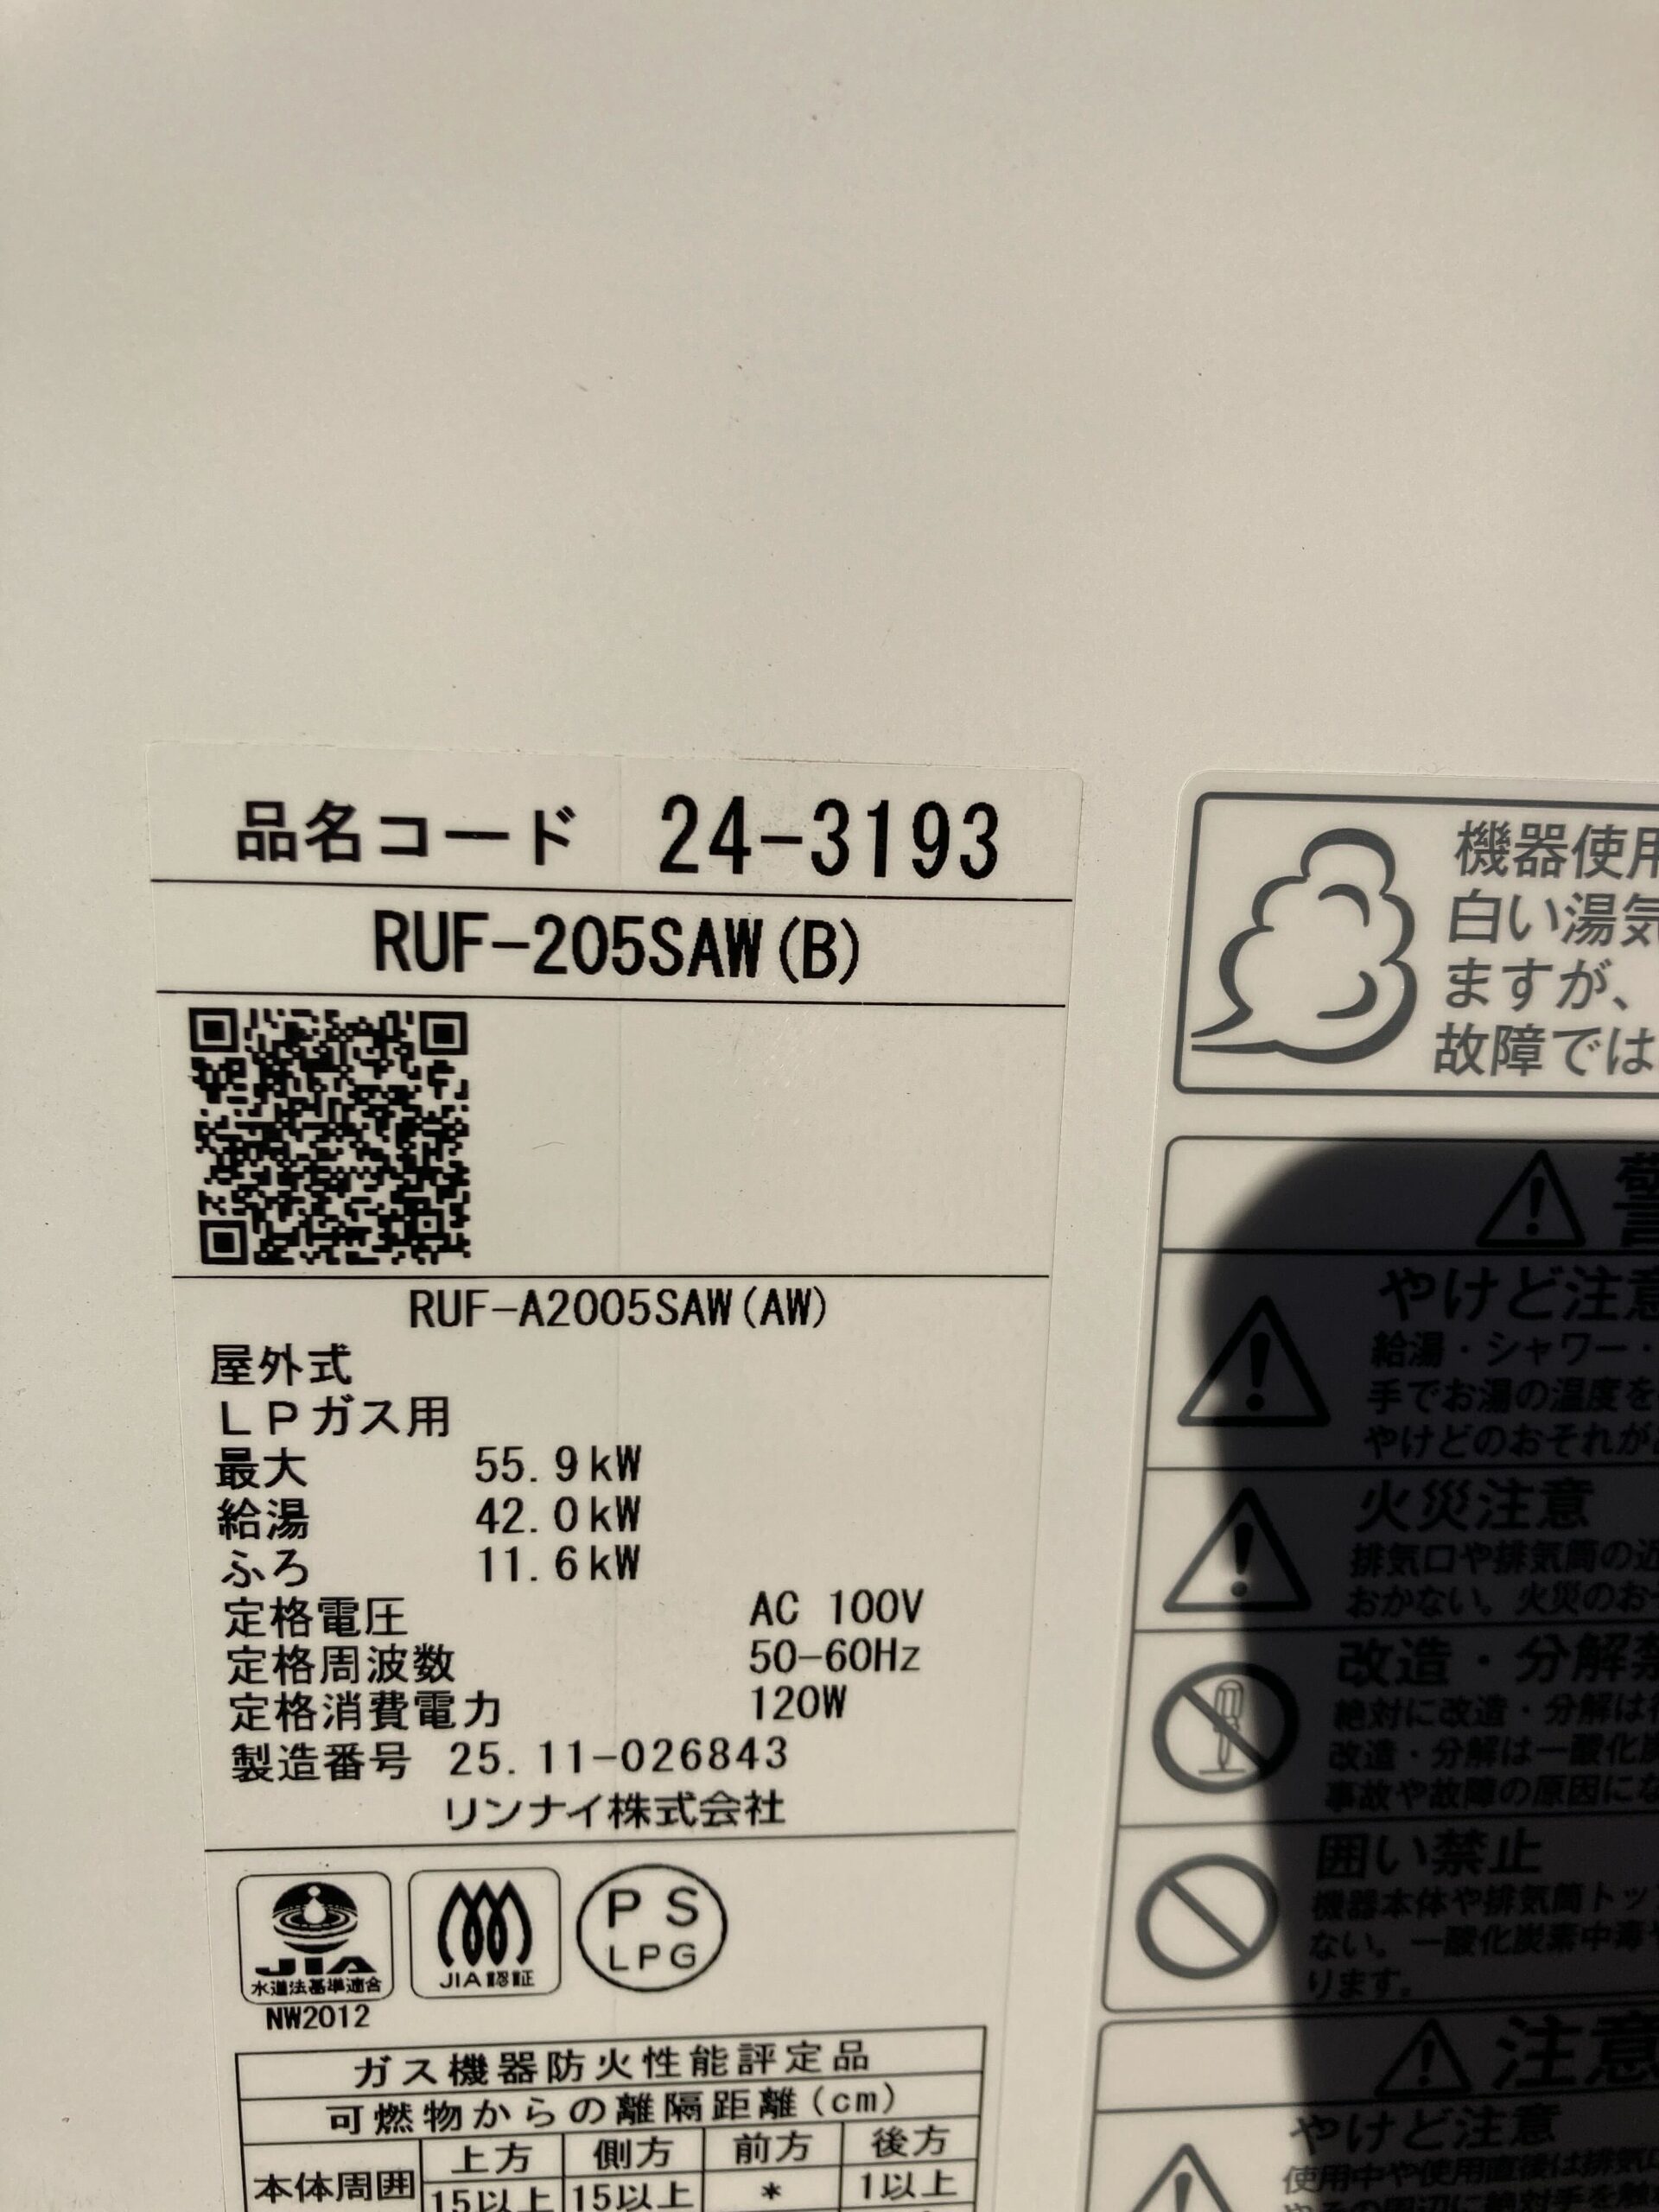 品名コード 24-3193
RUF-205SAW(B)
RUF-A2005SAW(AW)
屋外式
LPガス用
最大 55.9kW
給湯 42.0kW
ふろ 11.6kW
定格電圧 AC 100V
定格周波数 50-60Hz
定格消費電力 120W
製造番号 25.11-026843
リンナイ株式会社
JIA
水道法基準適合
NW2012
JIA認証
PS
LPG
ガス機器防火性能評定品
可燃物からの離隔距離(cm)
上方 側方 前方 後方
本体周囲 15以上 15以上 * 1以上
機器使用
白い湯気
ますが、
故障では
警
やけど注意
給湯・シャワー・
手でお湯の温度を
やけどのおそれが
火災注意
排気口や排気筒の近
おかない。火災のお
改造・分解禁
絶対に改造・分解は
改造・分解は一酸化炭
事故や故障の原因にな
囲い禁止
機器本体や排気筒トッ
ない。一酸化炭素中毒
ります。
注意
やけど注意
使用中や使用直後は排気